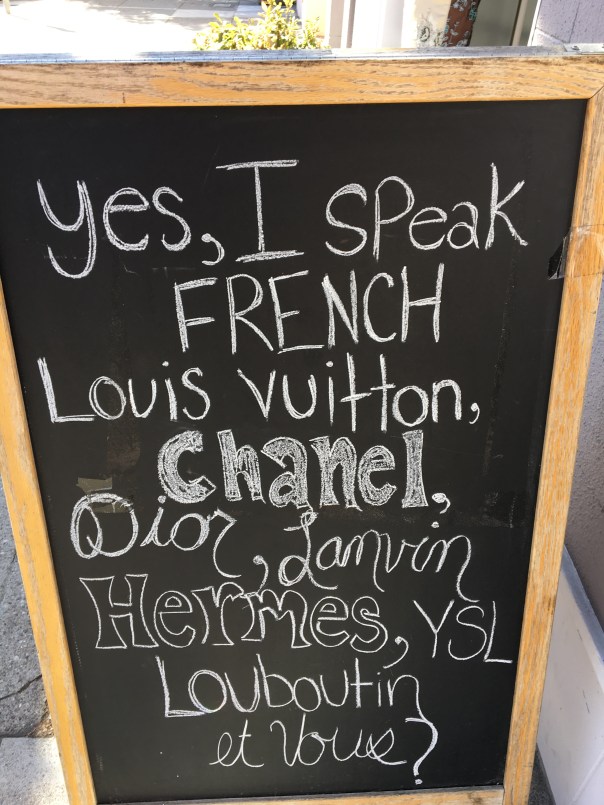 yes, I SPeak
FRENCH
Louis Vuitton,
Chanel,
Dior, Lanvin
Hermes, YSL
Louboutin
et Vous?